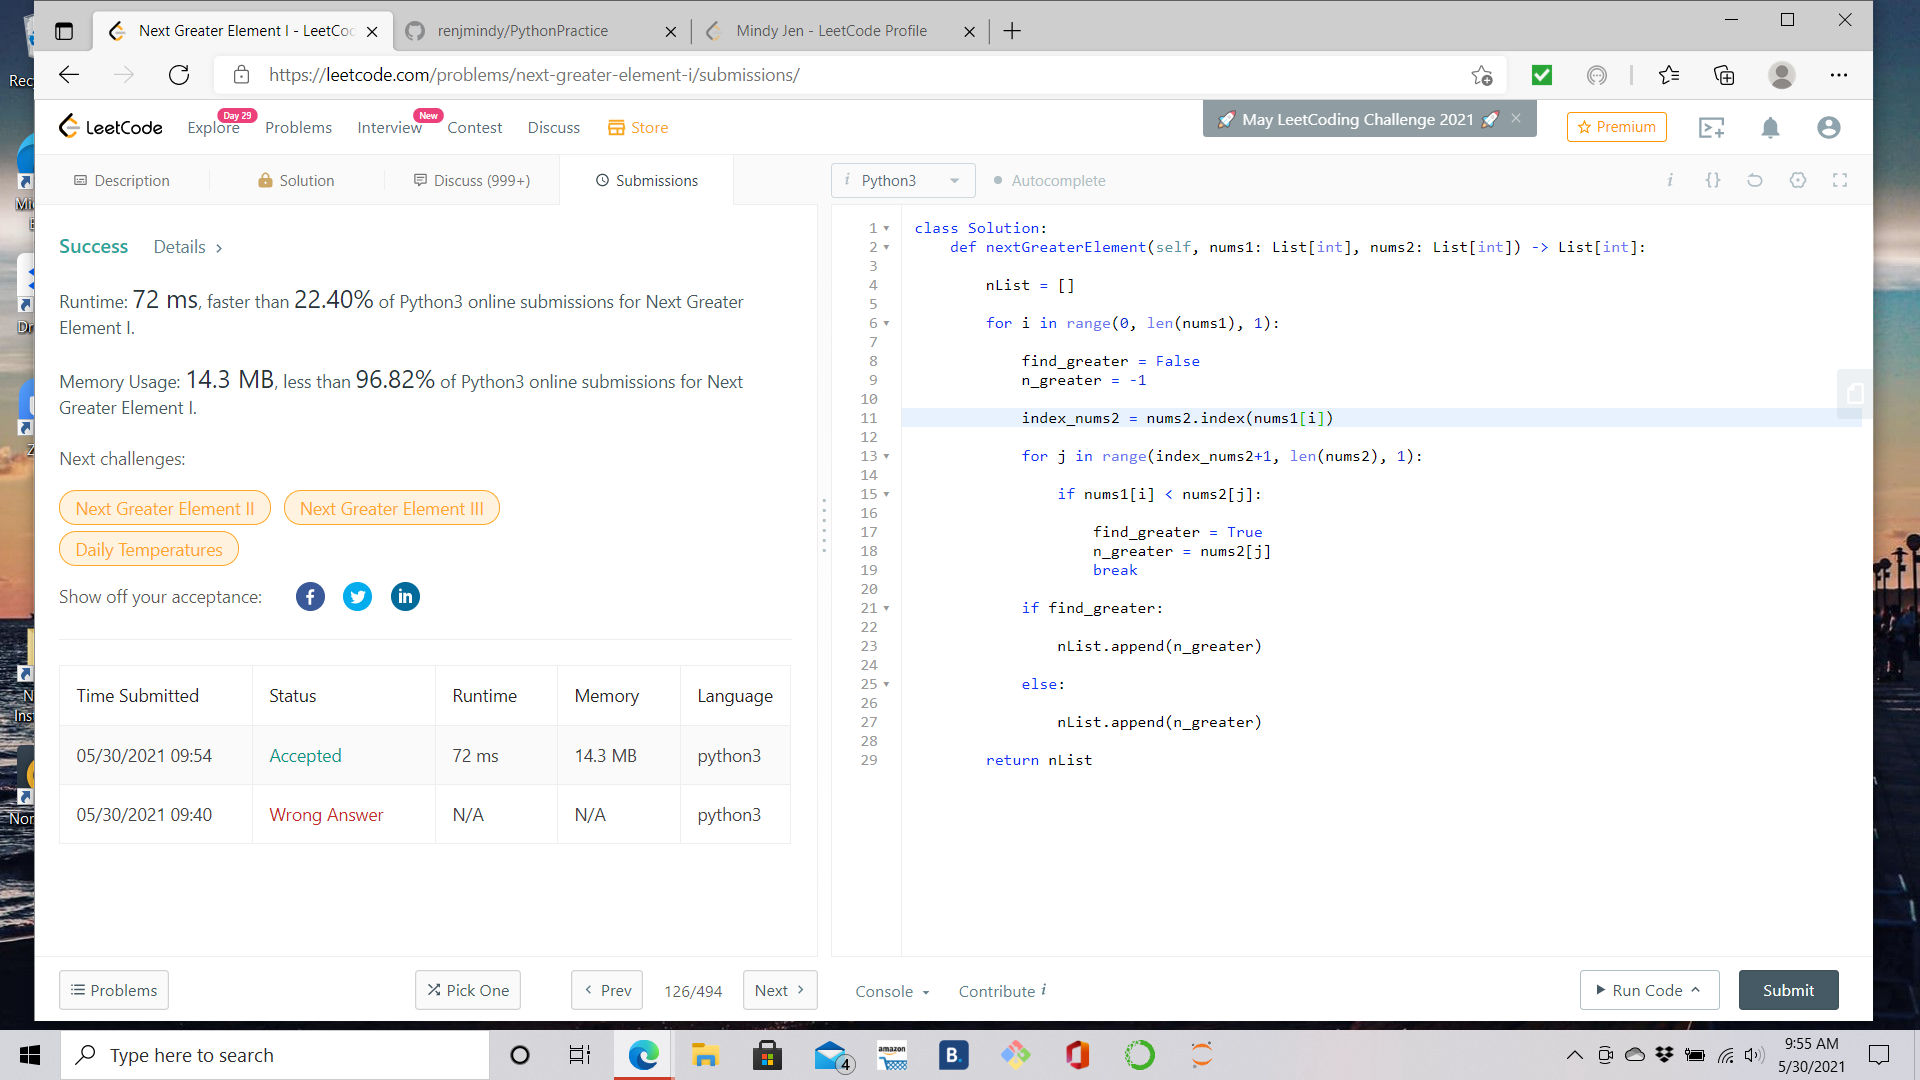 Next Greater Element I - LeetCo
renjmindy/PythonPractice
Mindy Jen - LeetCode Profile
https://leetcode.com/problems/next-greater-element-i/submissions/
LeetCode
Explore
Day 29
Problems
Interview
New
Contest
Discuss
Store
May LeetCoding Challenge 2021
Premium
Description
Solution
Discuss (999+)
Submissions
i Python3
Autocomplete
Success
Details >
Runtime: 72 ms, faster than 22.40% of Python3 online submissions for Next Greater
Element I.
Memory Usage: 14.3 MB, less than 96.82% of Python3 online submissions for Next
Greater Element I.
Next challenges:
Next Greater Element II
Next Greater Element III
Daily Temperatures
Show off your acceptance:
Time Submitted Status Runtime Memory Language
05/30/2021 09:54 Accepted 72 ms 14.3 MB python3
05/30/2021 09:40 Wrong Answer N/A N/A python3
1 class Solution:
2 def nextGreaterElement(self, nums1: List[int], nums2: List[int]) -> List[int]:
3
4 nList = []
5
6 for i in range(0, len(nums1), 1):
7
8 find_greater = False
9 n_greater = -1
10
11 index_nums2 = nums2.index(nums1[i])
12
13 for j in range(index_nums2+1, len(nums2), 1):
14
15 if nums1[i] < nums2[j]:
16
17 find_greater = True
18 n_greater = nums2[j]
19 break
20
21 if find_greater:
22
23 nList.append(n_greater)
24
25 else:
26
27 nList.append(n_greater)
28
29 return nList
Problems
Pick One
< Prev
126/494
Next >
Console
Contribute i
Run Code
Submit
Type here to search
4
amazon
B.
9:55 AM
5/30/2021